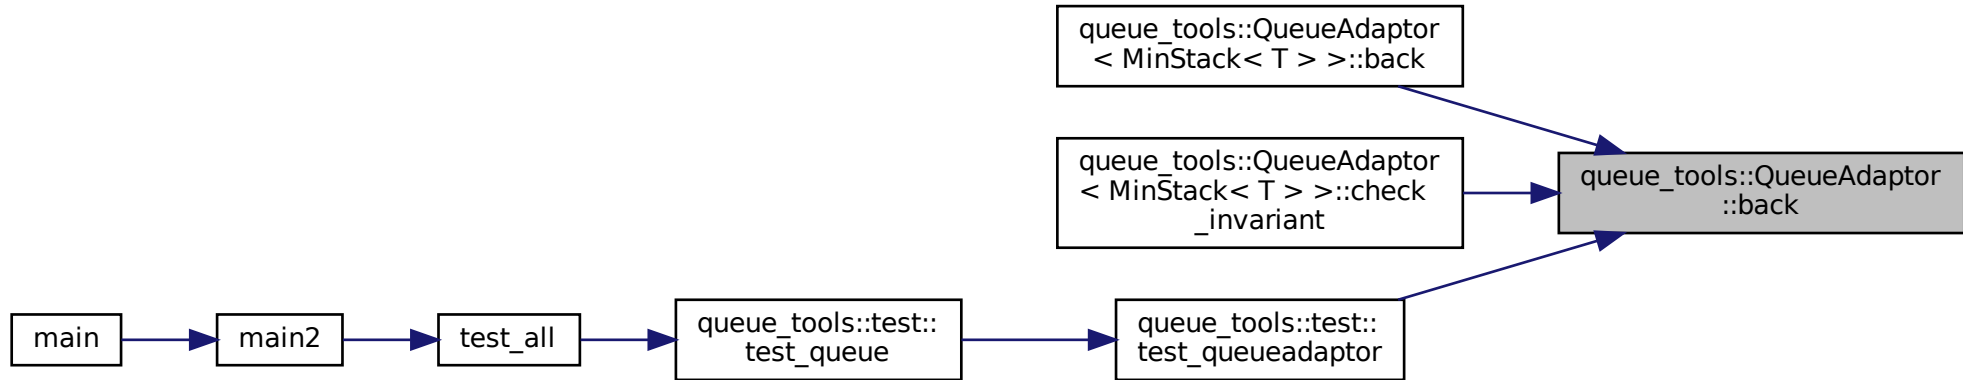 queue_tools::QueueAdaptor
< MinStack< T > >::back
queue_tools::QueueAdaptor
< MinStack< T > >::check
_invariant
queue_tools::QueueAdaptor
::back
main
main2
test_all
queue_tools::test::
test_queue
queue_tools::test::
test_queueadaptor